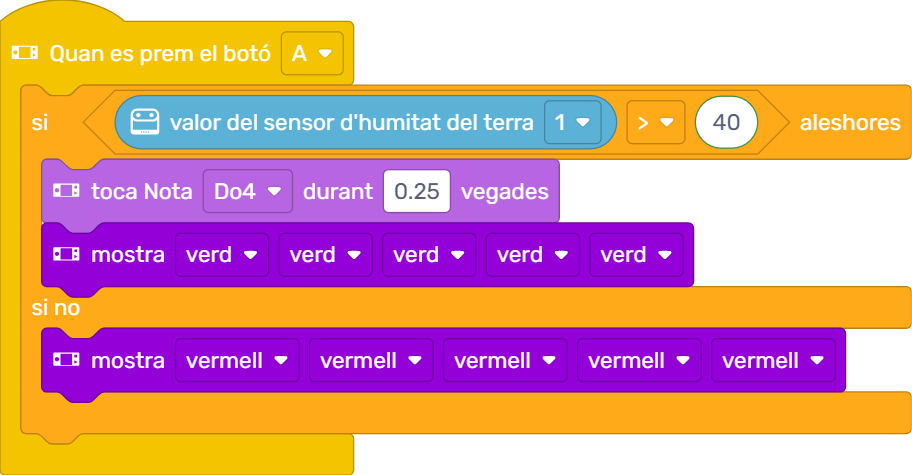 Quan es prem el botó A
si valor del sensor d'humitat del terra 1 > 40 aleshores
toca Nota Do4 durant 0.25 vegades
mostra verd verd verd verd verd
si no
mostra vermell vermell vermell vermell vermell